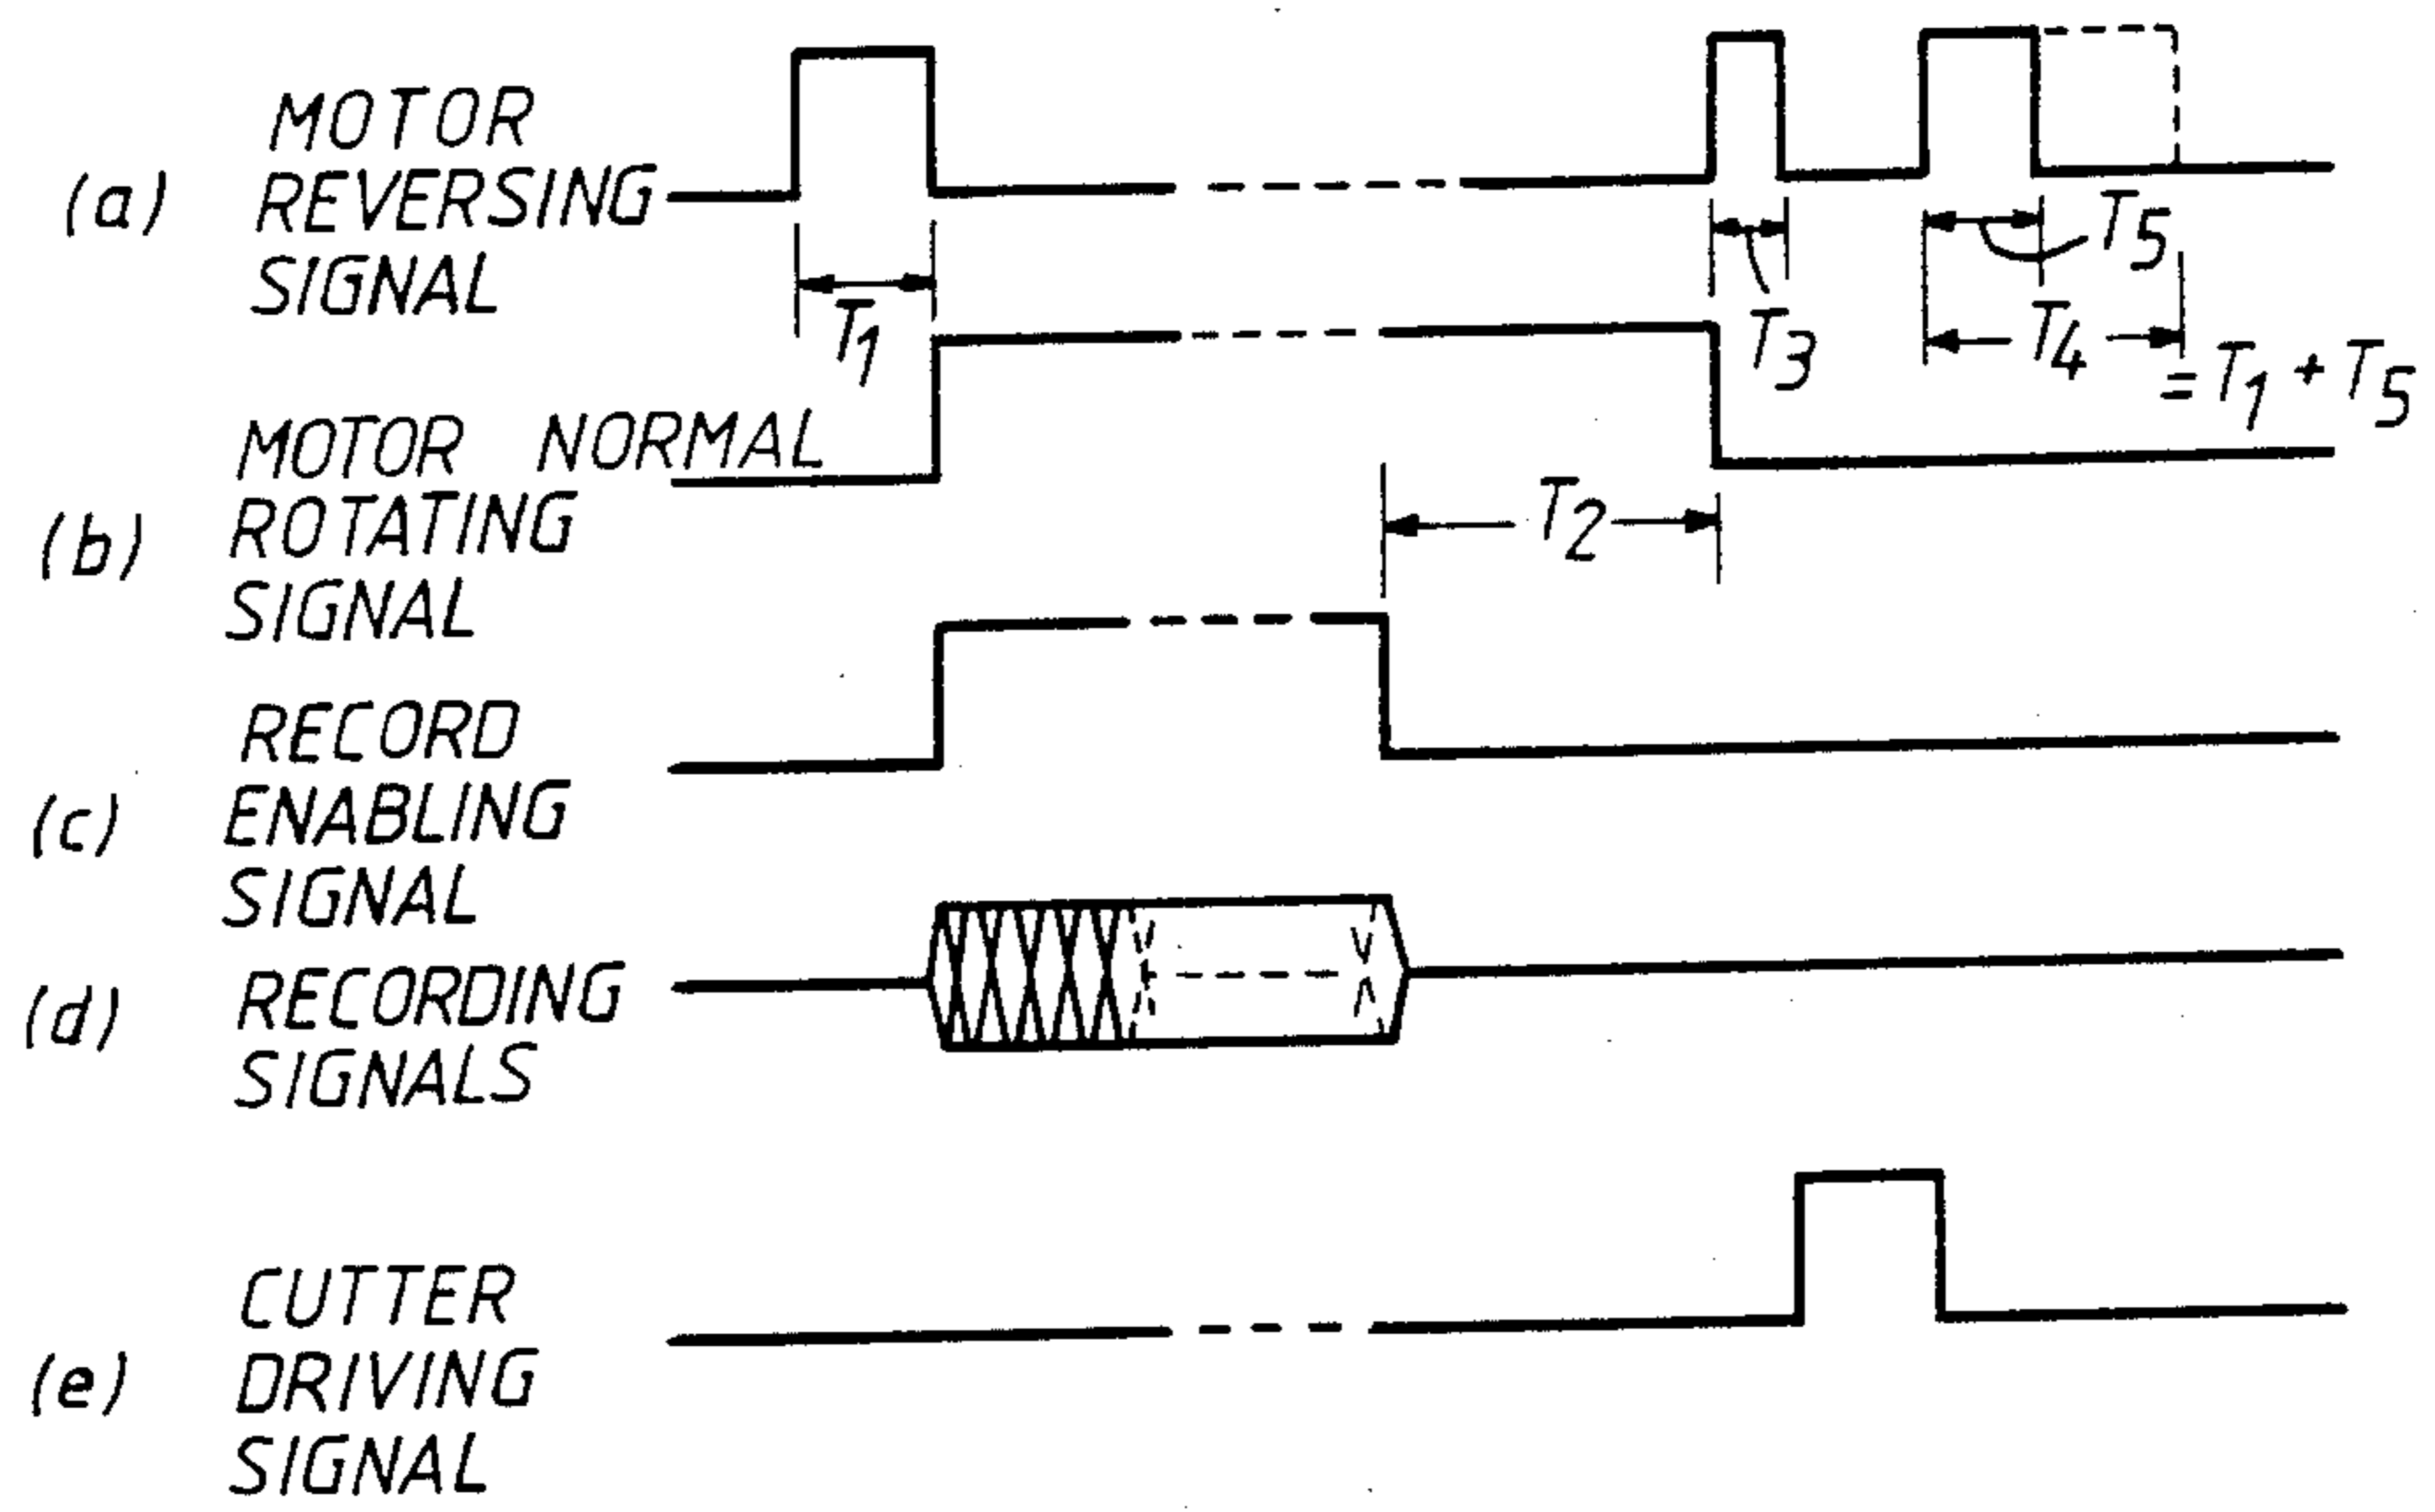 (a) MOTOR
REVERSING
SIGNAL
T1
T3
T5
T4
= T1 + T5
(b) MOTOR NORMAL
ROTATING
SIGNAL
T2
(c) RECORD
ENABLING
SIGNAL
(d) RECORDING
SIGNALS
(e) CUTTER
DRIVING
SIGNAL